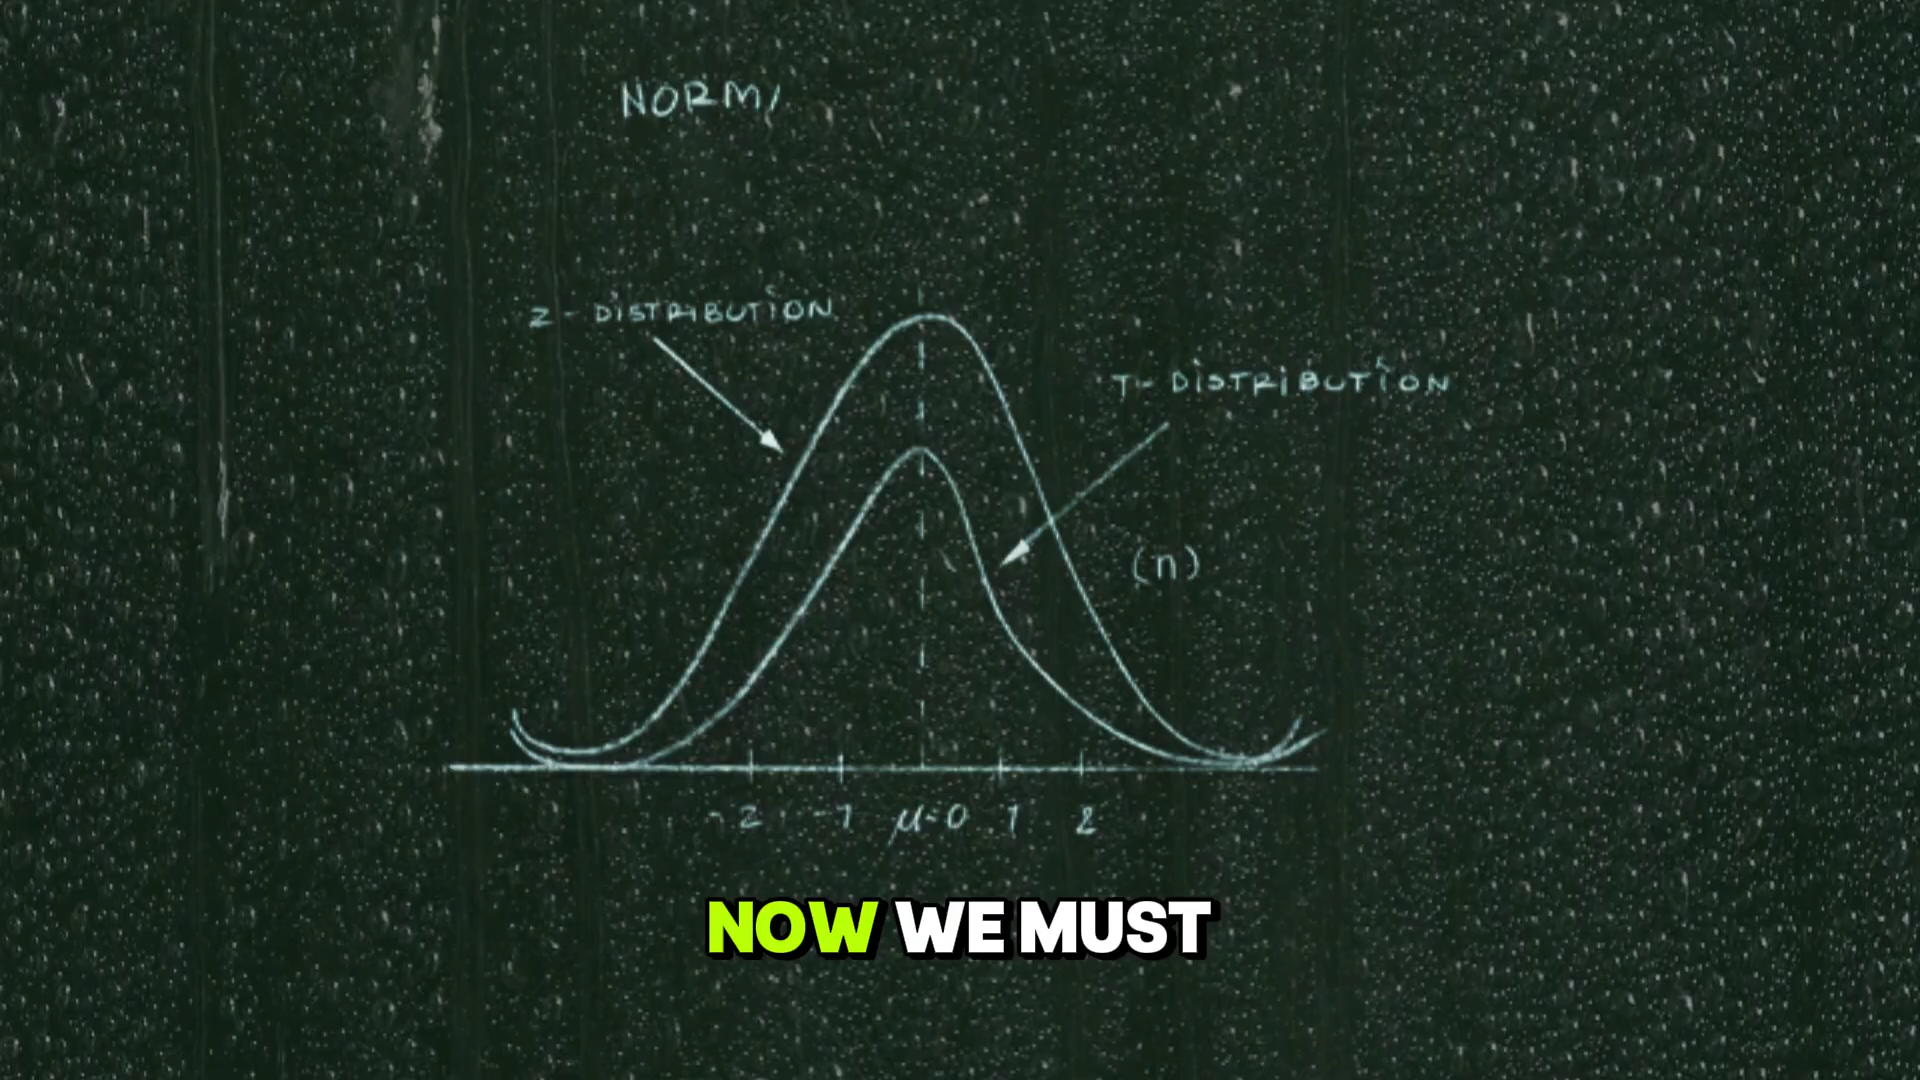 NORM
Z - DISTRIBUTION
T - DISTRIBUTION
(n)
-2 -1 μ=0 1 2
NOW WE MUST